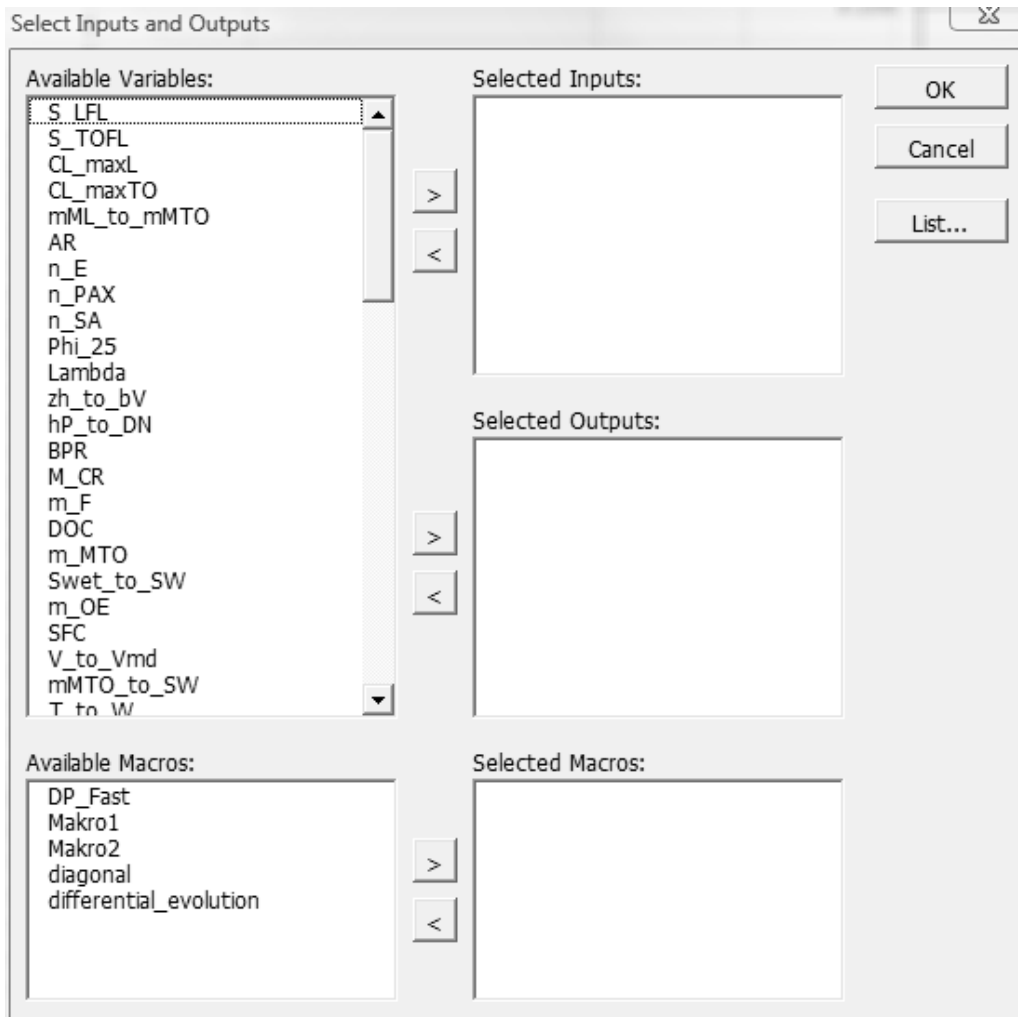 Select Inputs and Outputs
Available Variables:
S_LFL
S_TOFL
CL_maxL
CL_maxTO
mML_to_mMTO
AR
n_E
n_PAX
n_SA
Phi_25
Lambda
zh_to_bV
hP_to_DN
BPR
M_CR
m_F
DOC
m_MTO
Swet_to_SW
m_OE
SFC
V_to_Vmd
mMTO_to_SW
T_to_W
>
<
Selected Inputs:
OK
Cancel
List...
>
<
Selected Outputs:
Available Macros:
DP_Fast
Makro1
Makro2
diagonal
differential_evolution
>
<
Selected Macros: